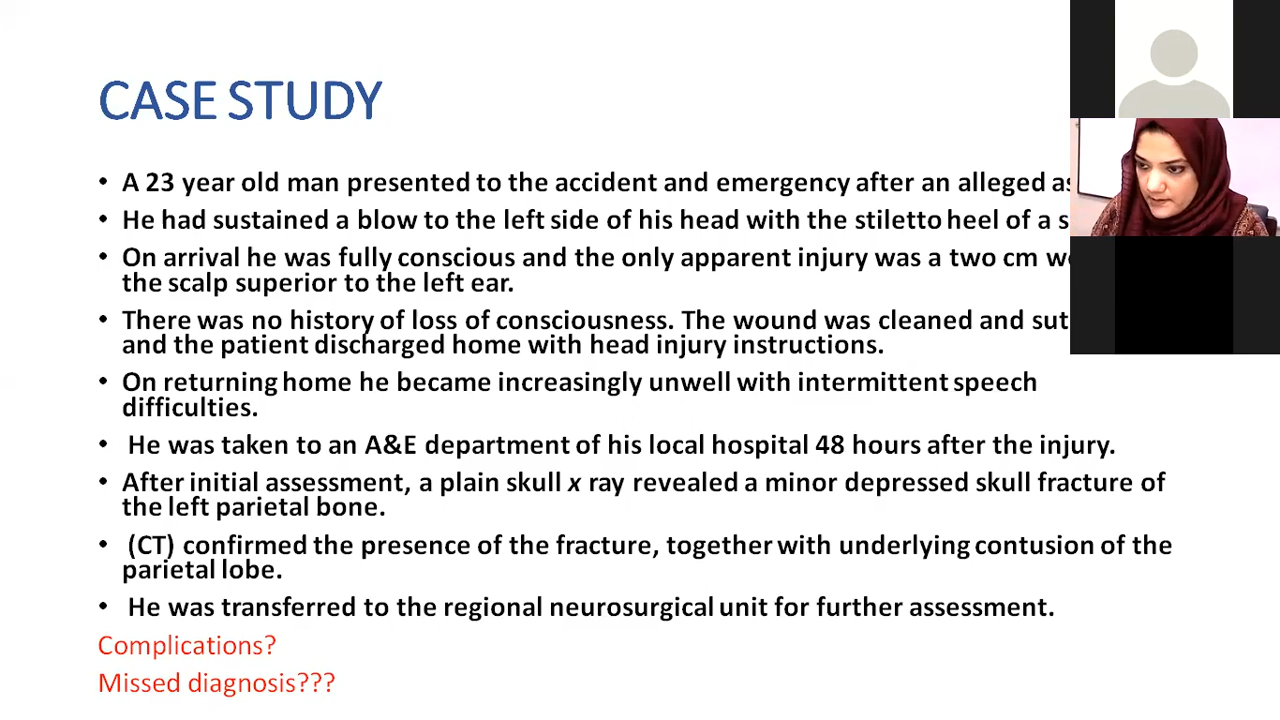 CASE STUDY
• A 23 year old man presented to the accident and emergency after an alleged
• He had sustained a blow to the left side of his head with the stiletto heel of a
• On arrival he was fully conscious and the only apparent injury was a two cm
the scalp superior to the left ear.
• There was no history of loss of consciousness. The wound was cleaned and
and the patient discharged home with head injury instructions.
• On returning home he became increasingly unwell with intermittent speech
difficulties.
• He was taken to an A&E department of his local hospital 48 hours after the injury.
• After initial assessment, a plain skull x ray revealed a minor depressed skull fracture of
the left parietal bone.
• (CT) confirmed the presence of the fracture, together with underlying contusion of the
parietal lobe.
• He was transferred to the regional neurosurgical unit for further assessment.
Complications?
Missed diagnosis???